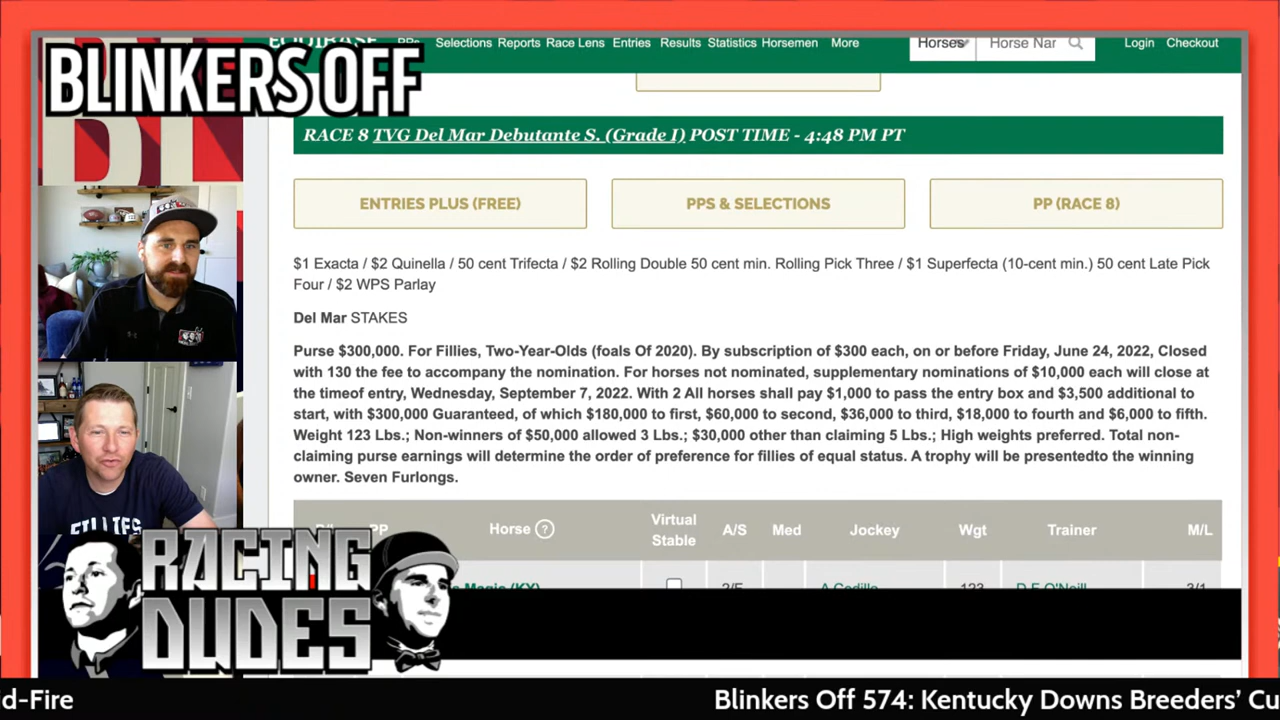 BLINKERS OFF
EQUIBASE PPs Selections Reports Race Lens Entries Results Statistics Horsemen More Horses Horse Nar Login Checkout
RACE 8 TVG Del Mar Debutante S. (Grade I) POST TIME - 4:48 PM PT
ENTRIES PLUS (FREE) PPS & SELECTIONS PP (RACE 8)
$1 Exacta / $2 Quinella / 50 cent Trifecta / $2 Rolling Double 50 cent min. Rolling Pick Three / $1 Superfecta (10-cent min.) 50 cent Late Pick
Four / $2 WPS Parlay
Del Mar STAKES
Purse $300,000. For Fillies, Two-Year-Olds (foals Of 2020). By subscription of $300 each, on or before Friday, June 24, 2022, Closed
with 130 the fee to accompany the nomination. For horses not nominated, supplementary nominations of $10,000 each will close at
the timeof entry, Wednesday, September 7, 2022. With 2 All horses shall pay $1,000 to pass the entry box and $3,500 additional to
start, with $300,000 Guaranteed, of which $180,000 to first, $60,000 to second, $36,000 to third, $18,000 to fourth and $6,000 to fifth.
Weight 123 Lbs.; Non-winners of $50,000 allowed 3 Lbs.; $30,000 other than claiming 5 Lbs.; High weights preferred. Total non-
claiming purse earnings will determine the order of preference for fillies of equal status. A trophy will be presentedto the winning
owner. Seven Furlongs.
PP Horse ? Virtual Stable A/S Med Jockey Wgt Trainer M/L
Magic (KY) 2/F 123 D F O'Neill
FILLIES
RACING
DUDES
d-Fire Blinkers Off 574: Kentucky Downs Breeders' Cu